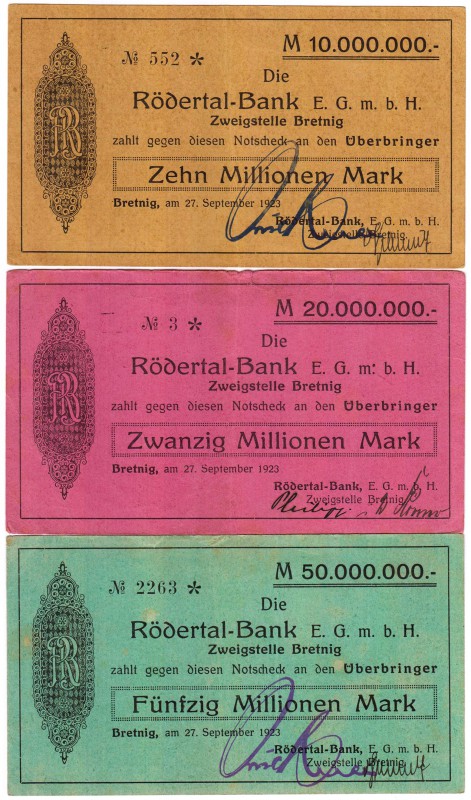 M 10.000.000.-
№ 552 *
Die
Rödertal-Bank E. G. m. b. H.
Zweigstelle Bretnig
zahlt gegen diesen Notscheck an den Überbringer
Zehn Millionen Mark
Bretnig, am 27. September 1923
Rödertal-Bank, E. G. m. b. H.
Zweigstelle Bretnig
R
M 20.000.000.-
№ 3 *
Die
Rödertal-Bank E. G. m. b. H.
Zweigstelle Bretnig
zahlt gegen diesen Notscheck an den Überbringer
Zwanzig Millionen Mark
Bretnig, am 27. September 1923
Rödertal-Bank, E. G. m. b. H.
Zweigstelle Bretnig
R
M 50.000.000.-
№ 2263 *
Die
Rödertal-Bank E. G. m. b. H.
Zweigstelle Bretnig
zahlt gegen diesen Notscheck an den Überbringer
Fünfzig Millionen Mark
Bretnig, am 27. September 1923
Rödertal-Bank, E. G. m. b. H.
Zweigstelle Bretnig
R